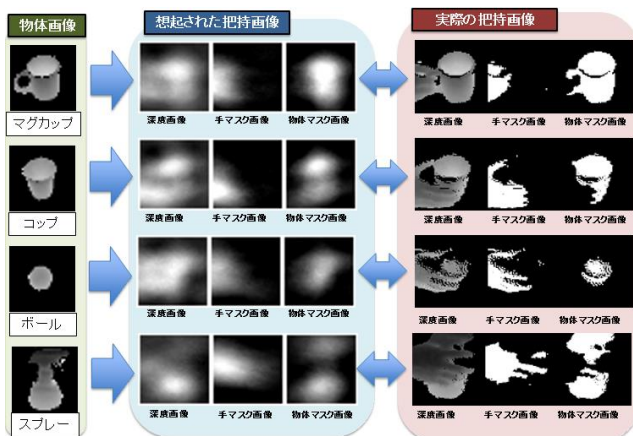 物体画像
想起された把持画像
実際の把持画像
マグカップ
深度画像 手マスク画像 物体マスク画像
深度画像 手マスク画像 物体マスク画像
コップ
深度画像 手マスク画像 物体マスク画像
深度画像 手マスク画像 物体マスク画像
ボール
深度画像 手マスク画像 物体マスク画像
深度画像 手マスク画像 物体マスク画像
スプレー
深度画像 手マスク画像 物体マスク画像
深度画像 手マスク画像 物体マスク画像